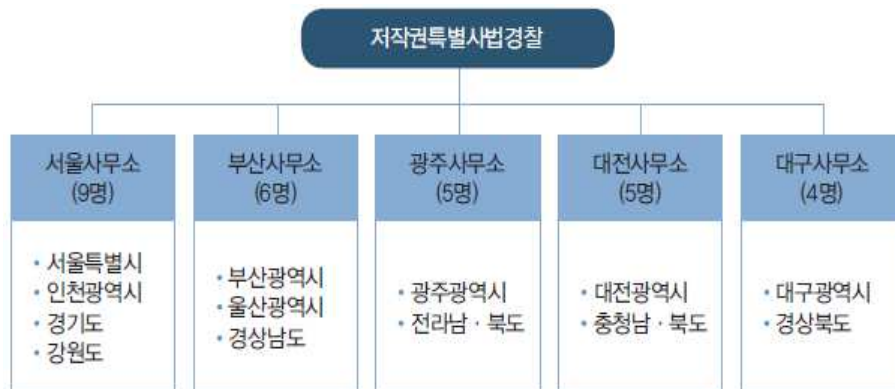 저작권특별사법경찰
서울사무소
(9명)
• 서울특별시
• 인천광역시
• 경기도
• 강원도
부산사무소
(6명)
• 부산광역시
• 울산광역시
• 경상남도
광주사무소
(5명)
• 광주광역시
• 전라남 · 북도
대전사무소
(5명)
• 대전광역시
• 충청남 · 북도
대구사무소
(4명)
• 대구광역시
• 경상북도